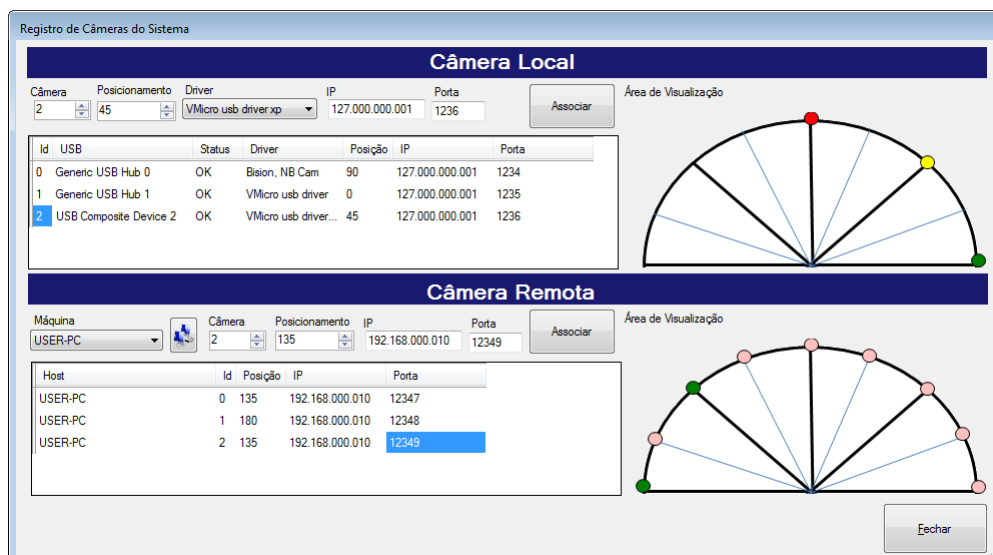 Registro de Câmeras do Sistema
Câmera Local
Câmera Posicionamento Driver IP Porta
2 45 VMicro usb driver xp 127.000.000.001 1236 Associar
Área de Visualização
Id USB Status Driver Posição IP Porta
0 Generic USB Hub 0 OK Bision, NB Cam 90 127.000.000.001 1234
1 Generic USB Hub 1 OK VMicro usb driver 0 127.000.000.001 1235
2 USB Composite Device 2 OK VMicro usb driver... 45 127.000.000.001 1236
Câmera Remota
Máquina Câmera Posicionamento IP Porta
USER-PC 2 135 192.168.000.010 12349 Associar
Área de Visualização
Host Id Posição IP Porta
USER-PC 0 135 192.168.000.010 12347
USER-PC 1 180 192.168.000.010 12348
USER-PC 2 135 192.168.000.010 12349
Fechar